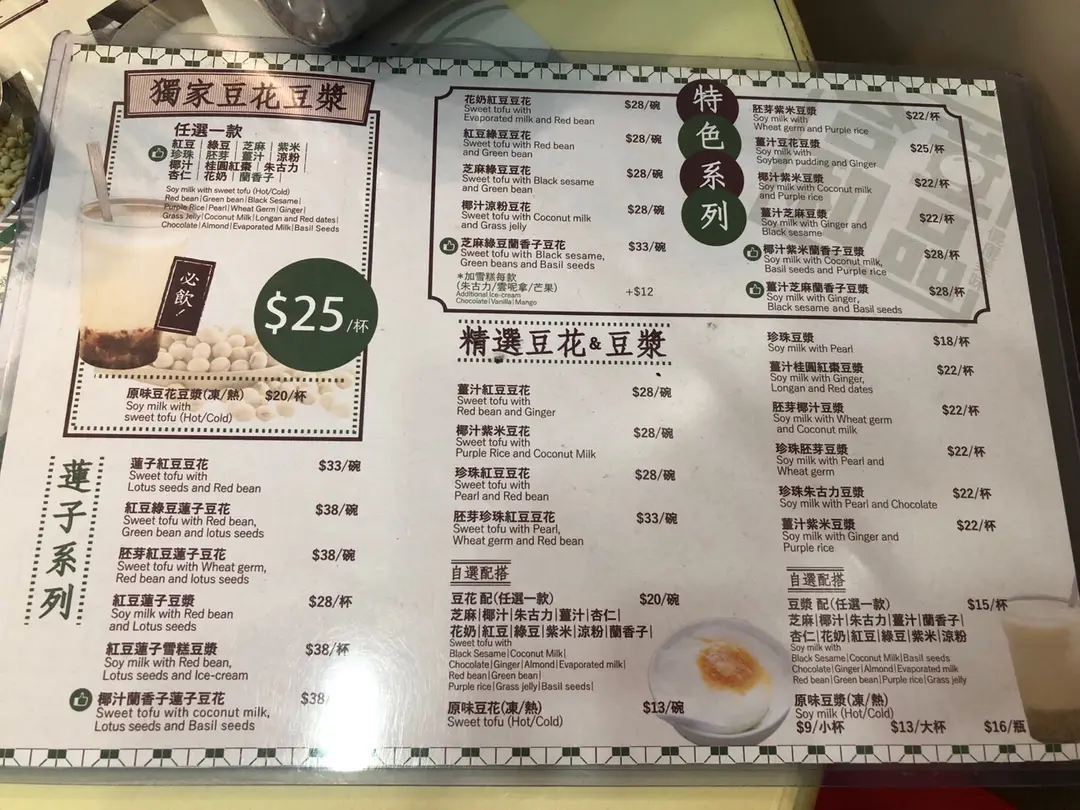 獨家豆花豆漿
任選一款
紅豆 | 綠豆 | 芝麻 | 紫米 |
珍珠 | 胚芽 | 薑汁 | 涼粉
椰汁 | 桂圓紅棗 | 朱古力 |
杏仁 | 花奶 | 蘭香子 |
Soy milk with sweet tofu (Hot/Cold)
Red bean|Green bean|Black Sesame|
Purple Rice|Pearl|Wheat Germ|Ginger|
Grass Jelly|Coconut Milk|Longan and Red dates|
Chocolate|Almond|Evaporated Milk|Basil Seeds
必飲!
$25/杯
原味豆花豆漿(凍/熱) $20/杯
Soy milk with
sweet tofu (Hot/Cold)
蓮子系列
蓮子紅豆豆花 $33/碗
Sweet tofu with
Lotus seeds and Red bean
紅豆綠豆蓮子豆花 $38/碗
Sweet tofu with Red bean,
Green bean and lotus seeds
胚芽紅豆蓮子豆花 $38/碗
Sweet tofu with Wheat germ,
Red bean and lotus seeds
紅豆蓮子豆漿 $28/杯
Soy milk with Red bean
and Lotus seeds
紅豆蓮子雪糕豆漿 $38/杯
Soy milk with Red bean,
Lotus seeds and Ice-cream
椰汁蘭香子蓮子豆花 $38/
Sweet tofu with coconut milk,
Lotus seeds and Basil seeds
特色系列
花奶紅豆豆花 $28/碗
Sweet tofu with
Evaporated milk and Red bean
紅豆綠豆豆花 $28/碗
Sweet tofu with Red bean
and Green bean
芝麻綠豆豆花 $28/碗
Sweet tofu with Black sesame
and Green bean
椰汁涼粉豆花 $28/碗
Sweet tofu with Coconut milk
and Grass jelly
芝麻綠豆蘭香子豆花 $33/碗
Sweet tofu with Black sesame,
Green beans and Basil seeds
*加雪糕每款
(朱古力/雲呢拿/芒果) +$12
Additional Ice-cream
Chocolate|Vanilla|Mango
胚芽紫米豆漿 $22/杯
Soy milk with
Wheat germ and Purple rice
薑汁豆花豆漿 $25/杯
Soy milk with
Soybean pudding and Ginger
椰汁紫米豆漿 $22/杯
Soy milk with Coconut milk
and Purple rice
薑汁芝麻豆漿 $22/杯
Soy milk with Ginger and
Black sesame
椰汁紫米蘭香子豆漿 $28/杯
Soy milk with Coconut milk,
Basil seeds and Purple rice
薑汁芝麻蘭香子豆漿 $28/杯
Soy milk with Ginger,
Black sesame and Basil seeds
精選豆花&豆漿
薑汁紅豆豆花 $28/碗
Sweet tofu with
Red bean and Ginger
椰汁紫米豆花 $28/碗
Sweet tofu with
Purple Rice and Coconut Milk
珍珠紅豆豆花 $28/碗
Sweet tofu with
Pearl and Red bean
胚芽珍珠紅豆豆花 $33/碗
Sweet tofu with Pearl,
Wheat germ and Red bean
自選配搭
豆花 配(任選一款) $20/碗
芝麻|椰汁|朱古力|薑汁|杏仁|
花奶|紅豆|綠豆|紫米|涼粉|蘭香子|
Sweet tofu with
Black Sesame|Coconut Milk|
Chocolate|Ginger|Almond|Evaporated milk|
Red bean|Green bean|
Purple rice|Grass jelly|Basil seeds|
原味豆花(凍/熱) $13/碗
Sweet tofu (Hot/Cold)
珍珠豆漿 $18/杯
Soy milk with Pearl
薑汁桂圓紅棗豆漿 $22/杯
Soy milk with Ginger,
Longan and Red dates
胚芽椰汁豆漿 $22/杯
Soy milk with Wheat germ
and Coconut milk
珍珠胚芽豆漿 $22/杯
Soy milk with Pearl and
Wheat germ
珍珠朱古力豆漿 $22/杯
Soy milk with Pearl and Chocolate
薑汁紫米豆漿 $22/杯
Soy milk with Ginger and
Purple rice
自選配搭
豆漿 配(任選一款) $15/杯
芝麻|椰汁|朱古力|薑汁|蘭香子|
杏仁|花奶|紅豆|綠豆|紫米|涼粉
Soy milk with
Black Sesame|Coconut Milk|Basil seeds
Chocolate|Ginger|Almond|Evaporated milk
Red bean|Green bean|Purple rice|Grass jelly
原味豆漿(凍/熱)
Soy milk (Hot/Cold)
$9/小杯 $13/大杯 $16/瓶